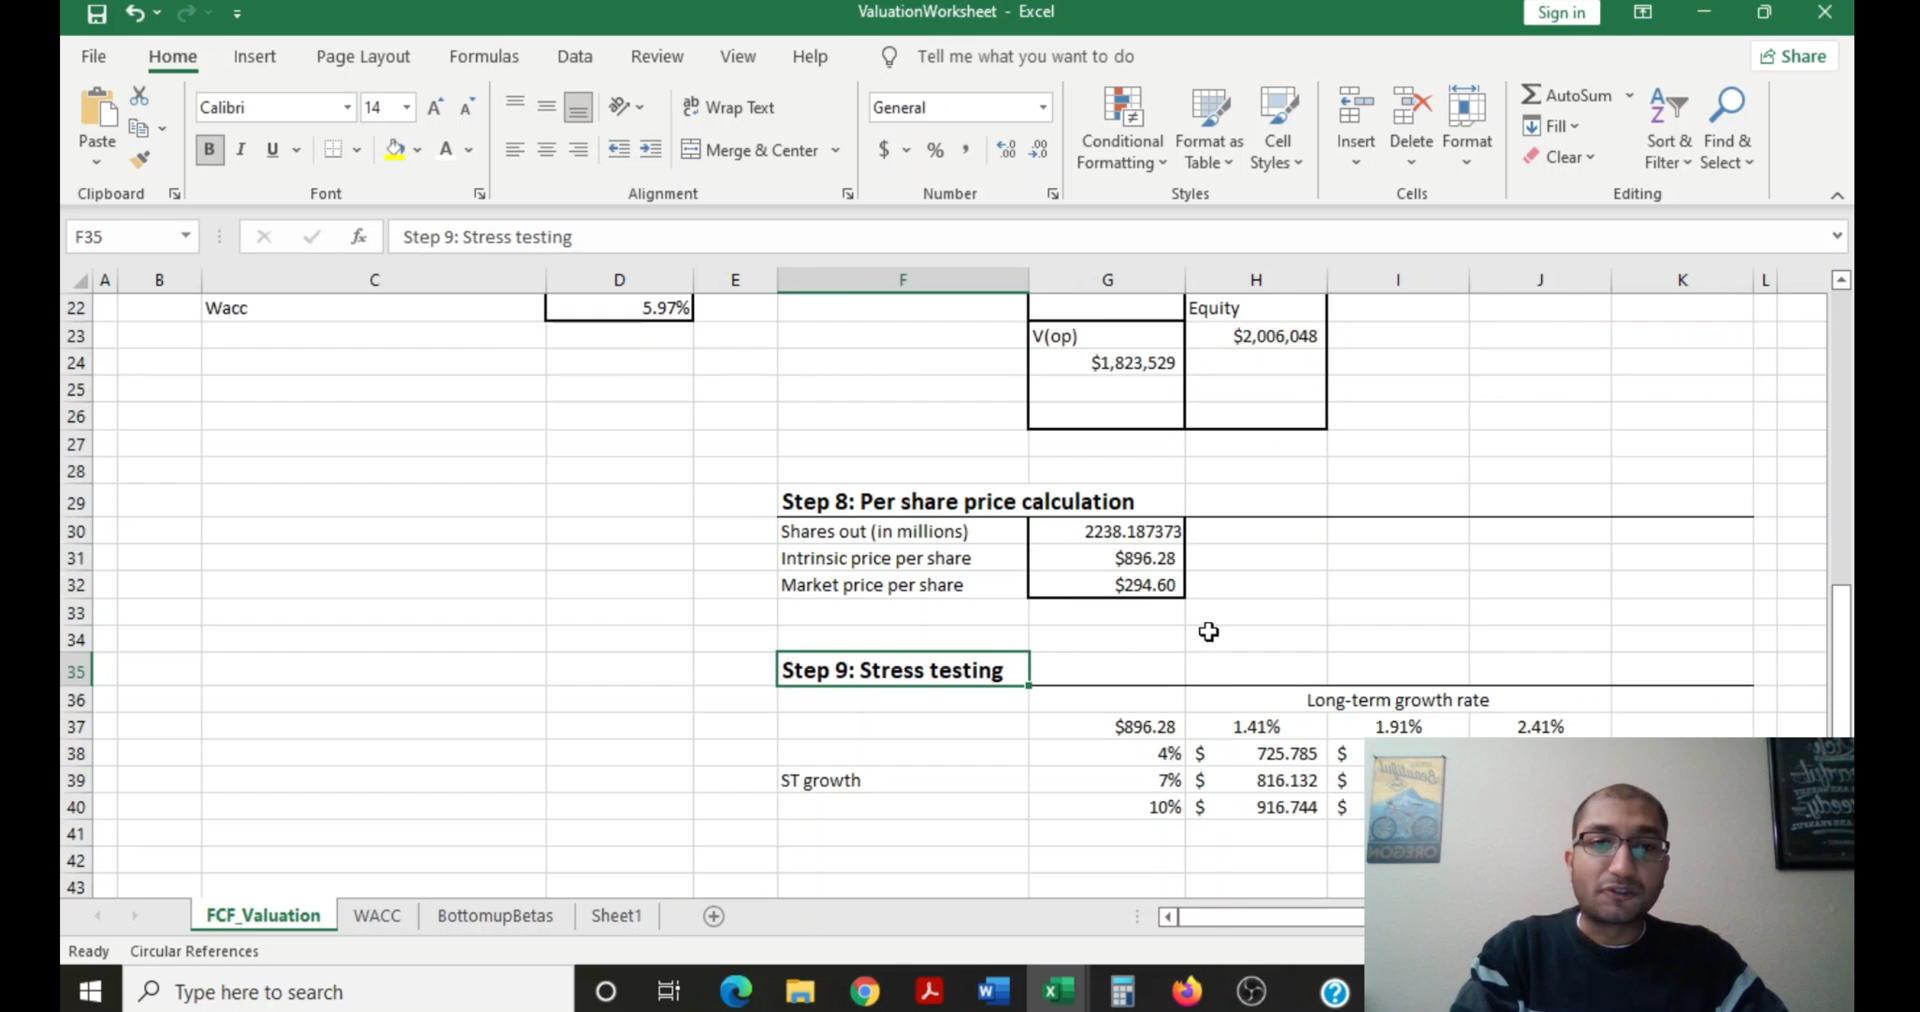 ValuationWorksheet - Excel
Sign in
File Home Insert Page Layout Formulas Data Review View Help Tell me what you want to do Share
Paste
Clipboard
Calibri 14
B I U A
Font
ab Wrap Text
Merge & Center
Alignment
General
$ % ,
Number
Conditional Formatting
Format as Table
Cell Styles
Styles
Insert Delete Format
Cells
AutoSum
Fill
Clear
Sort & Filter
Find & Select
Editing
F35 fx Step 9: Stress testing
A B C D E F G H I J K L
22 Wacc 5.97% Equity
23 V(op) $2,006,048
24 $1,823,529
25
26
27
28
29 Step 8: Per share price calculation
30 Shares out (in millions) 2238.187373
31 Intrinsic price per share $896.28
32 Market price per share $294.60
33
34
35 Step 9: Stress testing
36 Long-term growth rate
37 $896.28 1.41% 1.91% 2.41%
38 4% $ 725.785 $
39 ST growth 7% $ 816.132 $
40 10% $ 916.744 $
41
42
43
Beautiful
OREGON
FCF_Valuation WACC BottomupBetas Sheet1
Ready Circular References
Type here to search